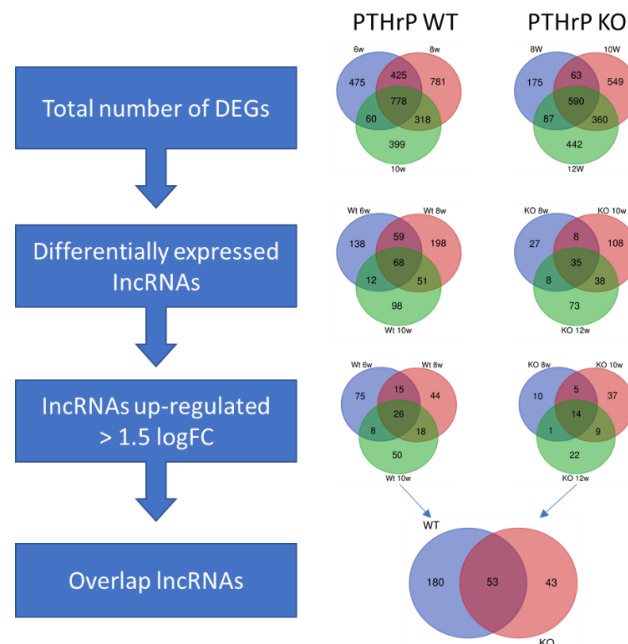 PTHrP WT
PTHrP KO
Total number of DEGs
6w
8w
475
425
781
778
60
318
399
10w
8W
10W
175
63
549
590
87
360
442
12W
Differentially expressed
lncRNAs
Wt 6w
Wt 8w
138
59
198
68
12
51
98
Wt 10w
KO 8w
KO 10w
27
8
108
35
8
38
73
KO 12w
lncRNAs up-regulated
> 1.5 logFC
Wt 6w
Wt 8w
75
15
44
26
8
18
50
Wt 10w
KO 8w
KO 10w
10
5
37
14
1
9
22
KO 12w
Overlap lncRNAs
WT
180
53
43
KO